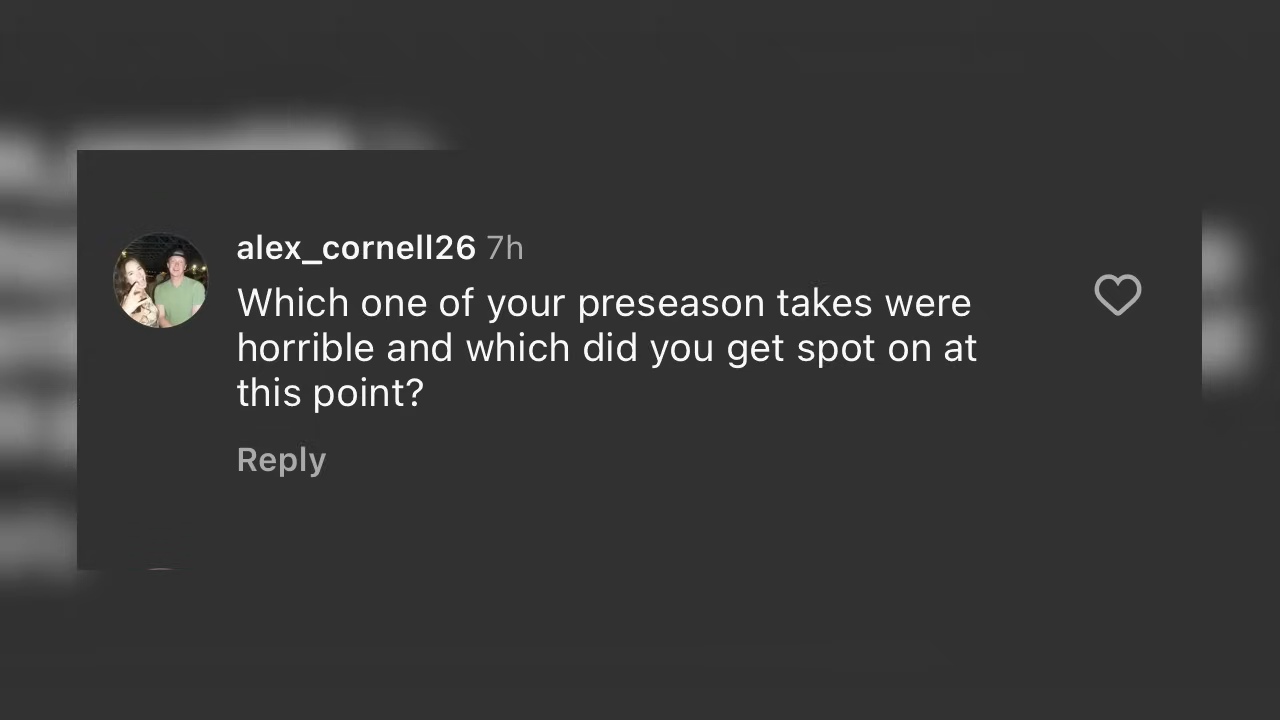 alex_cornell26 7h
Which one of your preseason takes were
horrible and which did you get spot on at
this point?
Reply